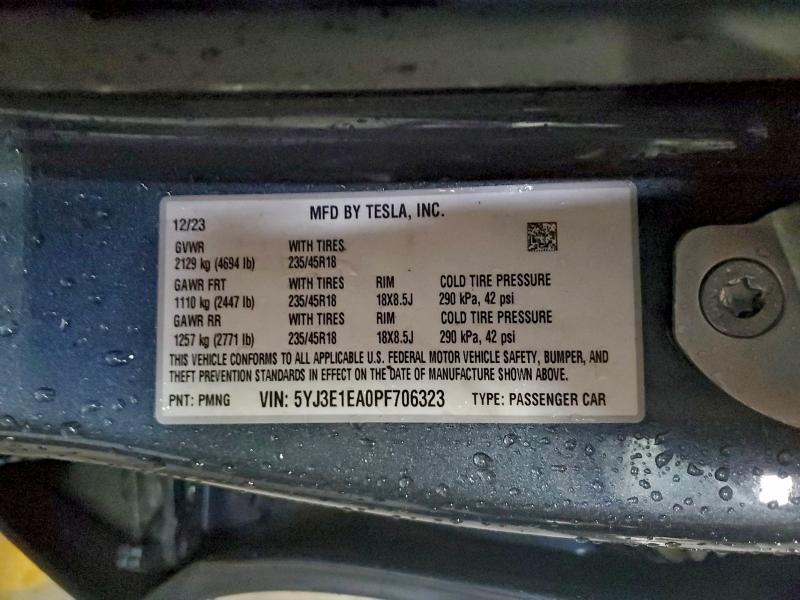 MFD BY TESLA, INC.
12/23
GVWR WITH TIRES
2129 kg (4694 lb) 235/45R18
GAWR FRT WITH TIRES RIM COLD TIRE PRESSURE
1110 kg (2447 lb) 235/45R18 18X8.5J 290 kPa, 42 psi
GAWR RR WITH TIRES RIM COLD TIRE PRESSURE
1257 kg (2771 lb) 235/45R18 18X8.5J 290 kPa, 42 psi
THIS VEHICLE CONFORMS TO ALL APPLICABLE U.S. FEDERAL MOTOR VEHICLE SAFETY, BUMPER, AND
THEFT PREVENTION STANDARDS IN EFFECT ON THE DATE OF MANUFACTURE SHOWN ABOVE.
PNT: PMNG VIN: 5YJ3E1EA0PF706323 TYPE: PASSENGER CAR